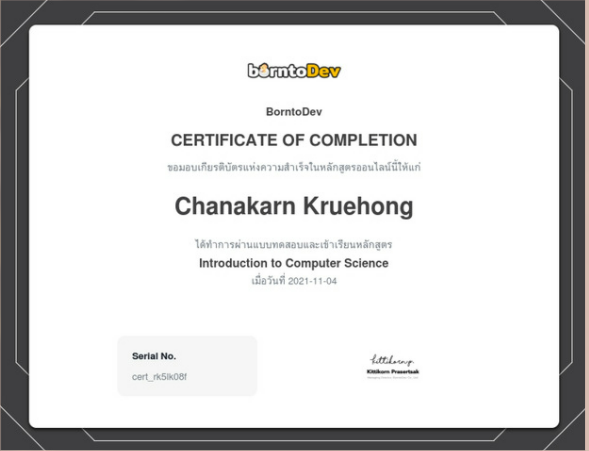 borntoDev
BorntoDev
CERTIFICATE OF COMPLETION
ขอมอบเกียรติบัตรแห่งความสำเร็จในหลักสูตรออนไลน์นี้ให้แก่
Chanakarn Kruehong
ได้ทำการผ่านแบบทดสอบและเข้าเรียนหลักสูตร
Introduction to Computer Science
เมื่อวันที่ 2021-11-04
Serial No.
cert_rk5lk08f
Kittikorn Prasertsak